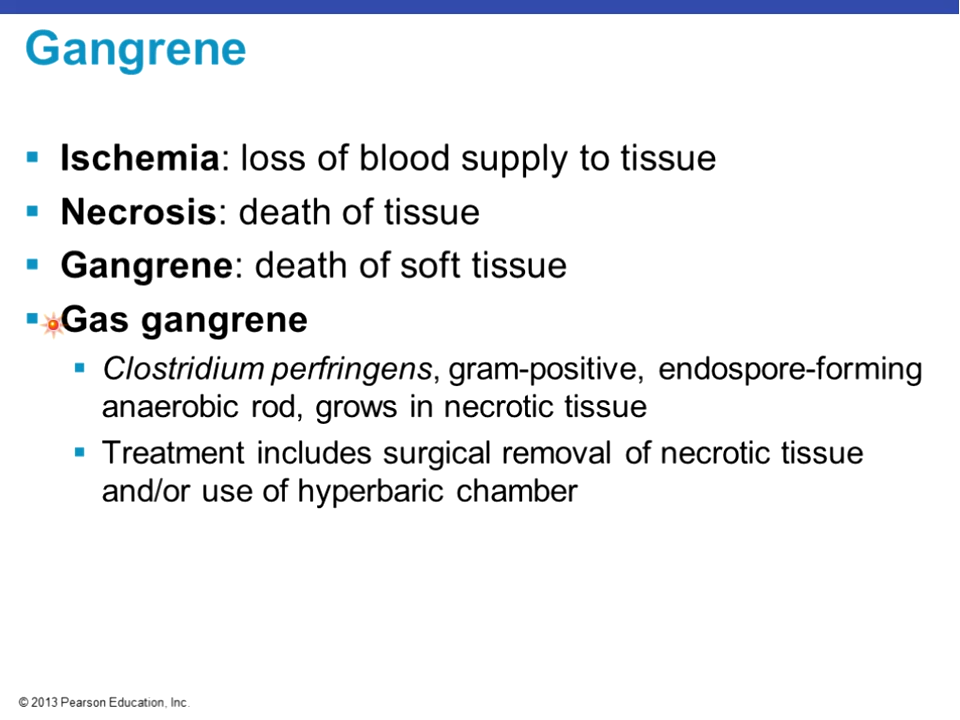 Gangrene
Ischemia: loss of blood supply to tissue
Necrosis: death of tissue
Gangrene: death of soft tissue
Gas gangrene
Clostridium perfringens, gram-positive, endospore-forming
anaerobic rod, grows in necrotic tissue
Treatment includes surgical removal of necrotic tissue
and/or use of hyperbaric chamber
© 2013 Pearson Education, Inc.